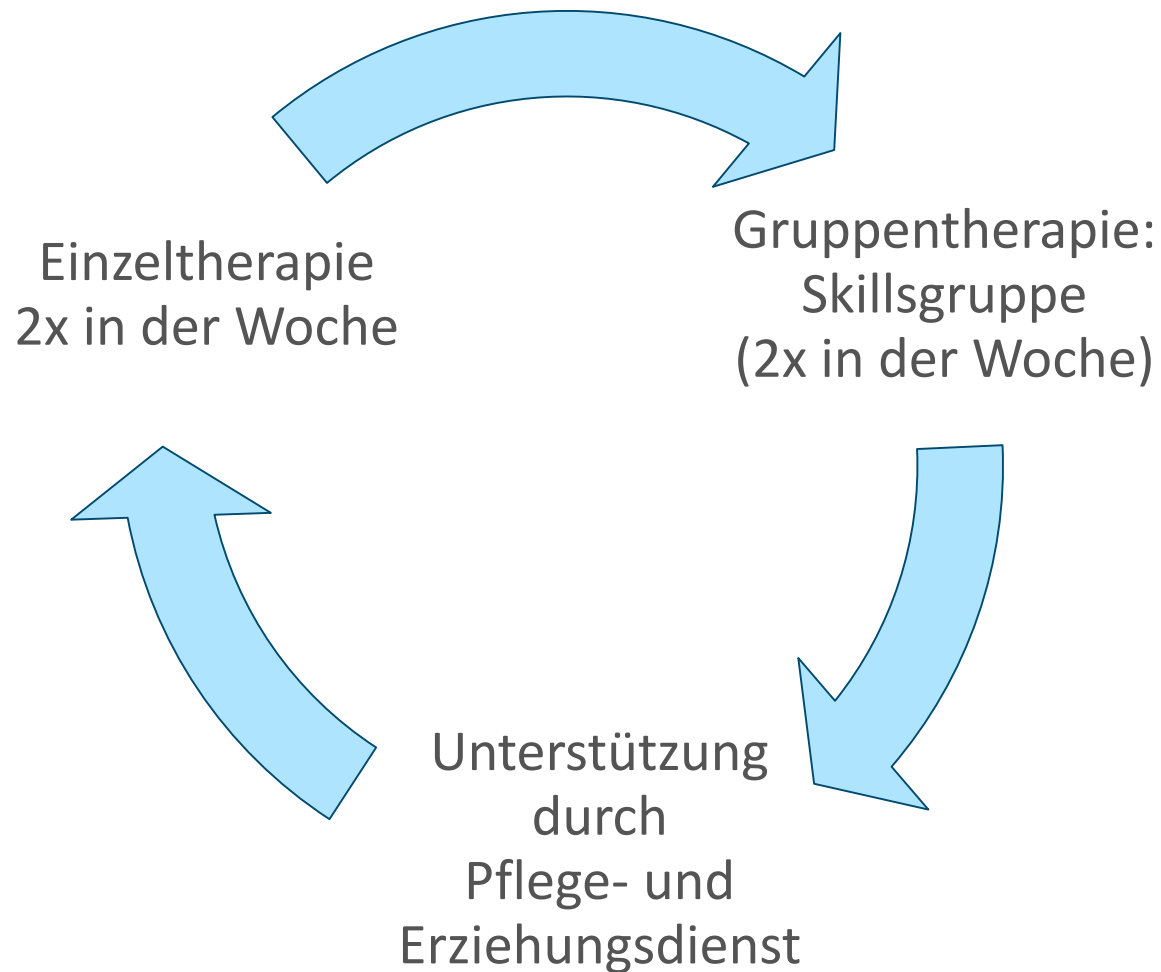 Einzeltherapie
2x in der Woche
Gruppentherapie:
Skillsgruppe
(2x in der Woche)
Unterstützung
durch
Pflege- und
Erziehungsdienst